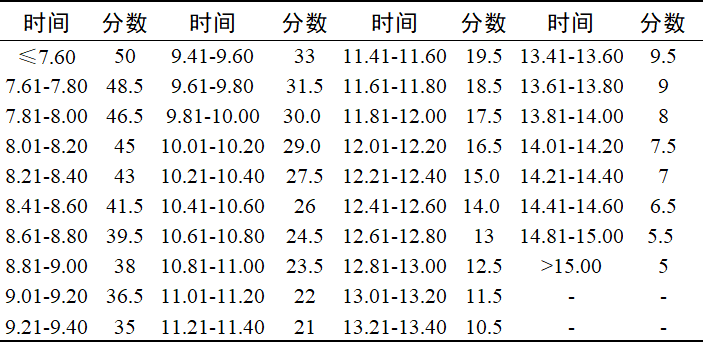 时间 分数 时间 分数 时间 分数 时间 分数
≤7.60 50 9.41-9.60 33 11.41-11.60 19.5 13.41-13.60 9.5
7.61-7.80 48.5 9.61-9.80 31.5 11.61-11.80 18.5 13.61-13.80 9
7.81-8.00 46.5 9.81-10.00 30.0 11.81-12.00 17.5 13.81-14.00 8
8.01-8.20 45 10.01-10.20 29.0 12.01-12.20 16.5 14.01-14.20 7.5
8.21-8.40 43 10.21-10.40 27.5 12.21-12.40 15.0 14.21-14.40 7
8.41-8.60 41.5 10.41-10.60 26 12.41-12.60 14.0 14.41-14.60 6.5
8.61-8.80 39.5 10.61-10.80 24.5 12.61-12.80 13 14.81-15.00 5.5
8.81-9.00 38 10.81-11.00 23.5 12.81-13.00 12.5 >15.00 5
9.01-9.20 36.5 11.01-11.20 22 13.01-13.20 11.5 - -
9.21-9.40 35 11.21-11.40 21 13.21-13.40 10.5 - -